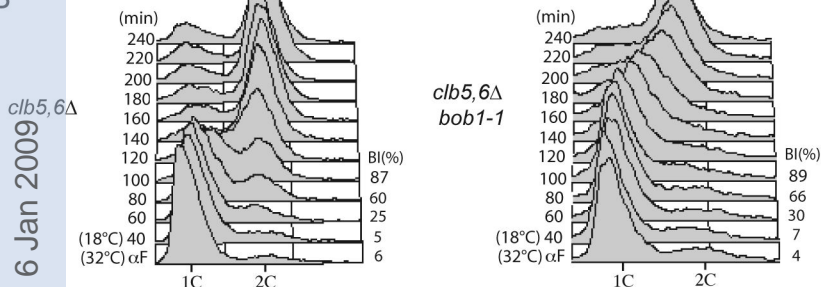 6 Jan 2009
clb5,6Δ
(min)
240
220
200
180
160
140
120
100
80
60
(18°C) 40
(32°C) αF
BI(%)
87
60
25
5
6
1C 2C
clb5,6Δ
bob1-1
(min)
240
220
200
180
160
140
120
100
80
60
(18°C) 40
(32°C) αF
BI(%)
89
66
30
7
4
1C 2C